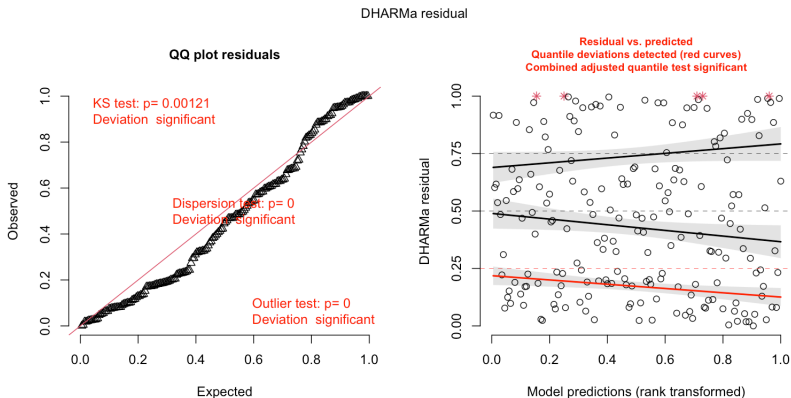 DHARMa residual
QQ plot residuals
KS test: p= 0.00121
Deviation  significant
Dispersion test: p= 0
Deviation  significant
Outlier test: p= 0
Deviation  significant
Observed
0.0
0.2
0.4
0.6
0.8
1.0
0.0 0.2 0.4 0.6 0.8 1.0
Expected
Residual vs. predicted
Quantile deviations detected (red curves)
Combined adjusted quantile test significant
DHARMa residual
0.00
0.25
0.50
0.75
1.00
0.0 0.2 0.4 0.6 0.8 1.0
Model predictions (rank transformed)